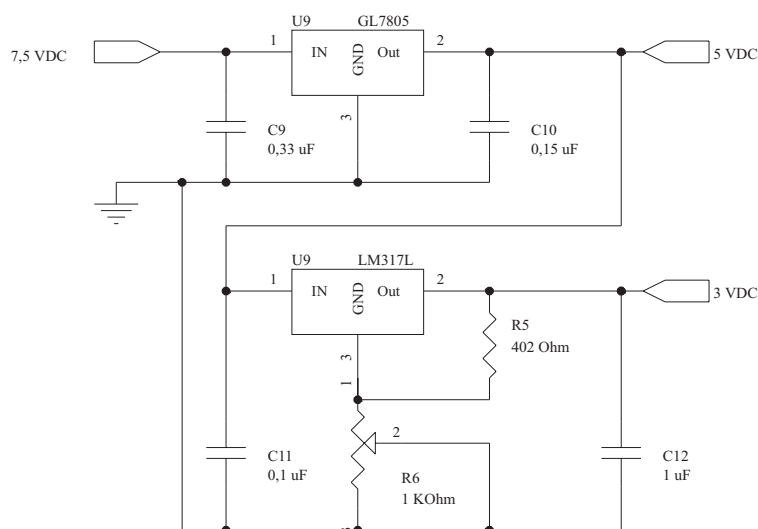 U9 GL7805
7,5 VDC
1
IN
GND
Out
2
5 VDC
3
C9
0,33 uF
C10
0,15 uF
U9 LM317L
1
IN
GND
Out
2
3 VDC
3
R5
402 Ohm
1
2
C11
0,1 uF
R6
1 KOhm
C12
1 uF